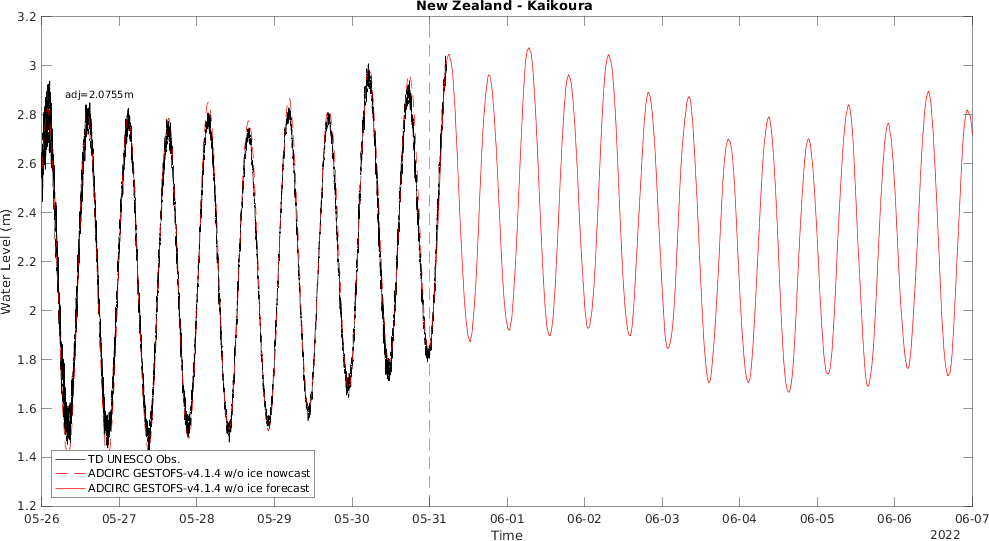 New Zealand - Kaikoura
3.2
3
2.8
2.6
2.4
2.2
2
1.8
1.6
1.4
1.2
Water Level (m)
adj=2.0755m
TD UNESCO Obs.
ADCIRC GESTOFS-v4.1.4 w/o ice nowcast
ADCIRC GESTOFS-v4.1.4 w/o ice forecast
05-26 05-27 05-28 05-29 05-30 05-31 06-01 06-02 06-03 06-04 06-05 06-06 06-07
Time
2022